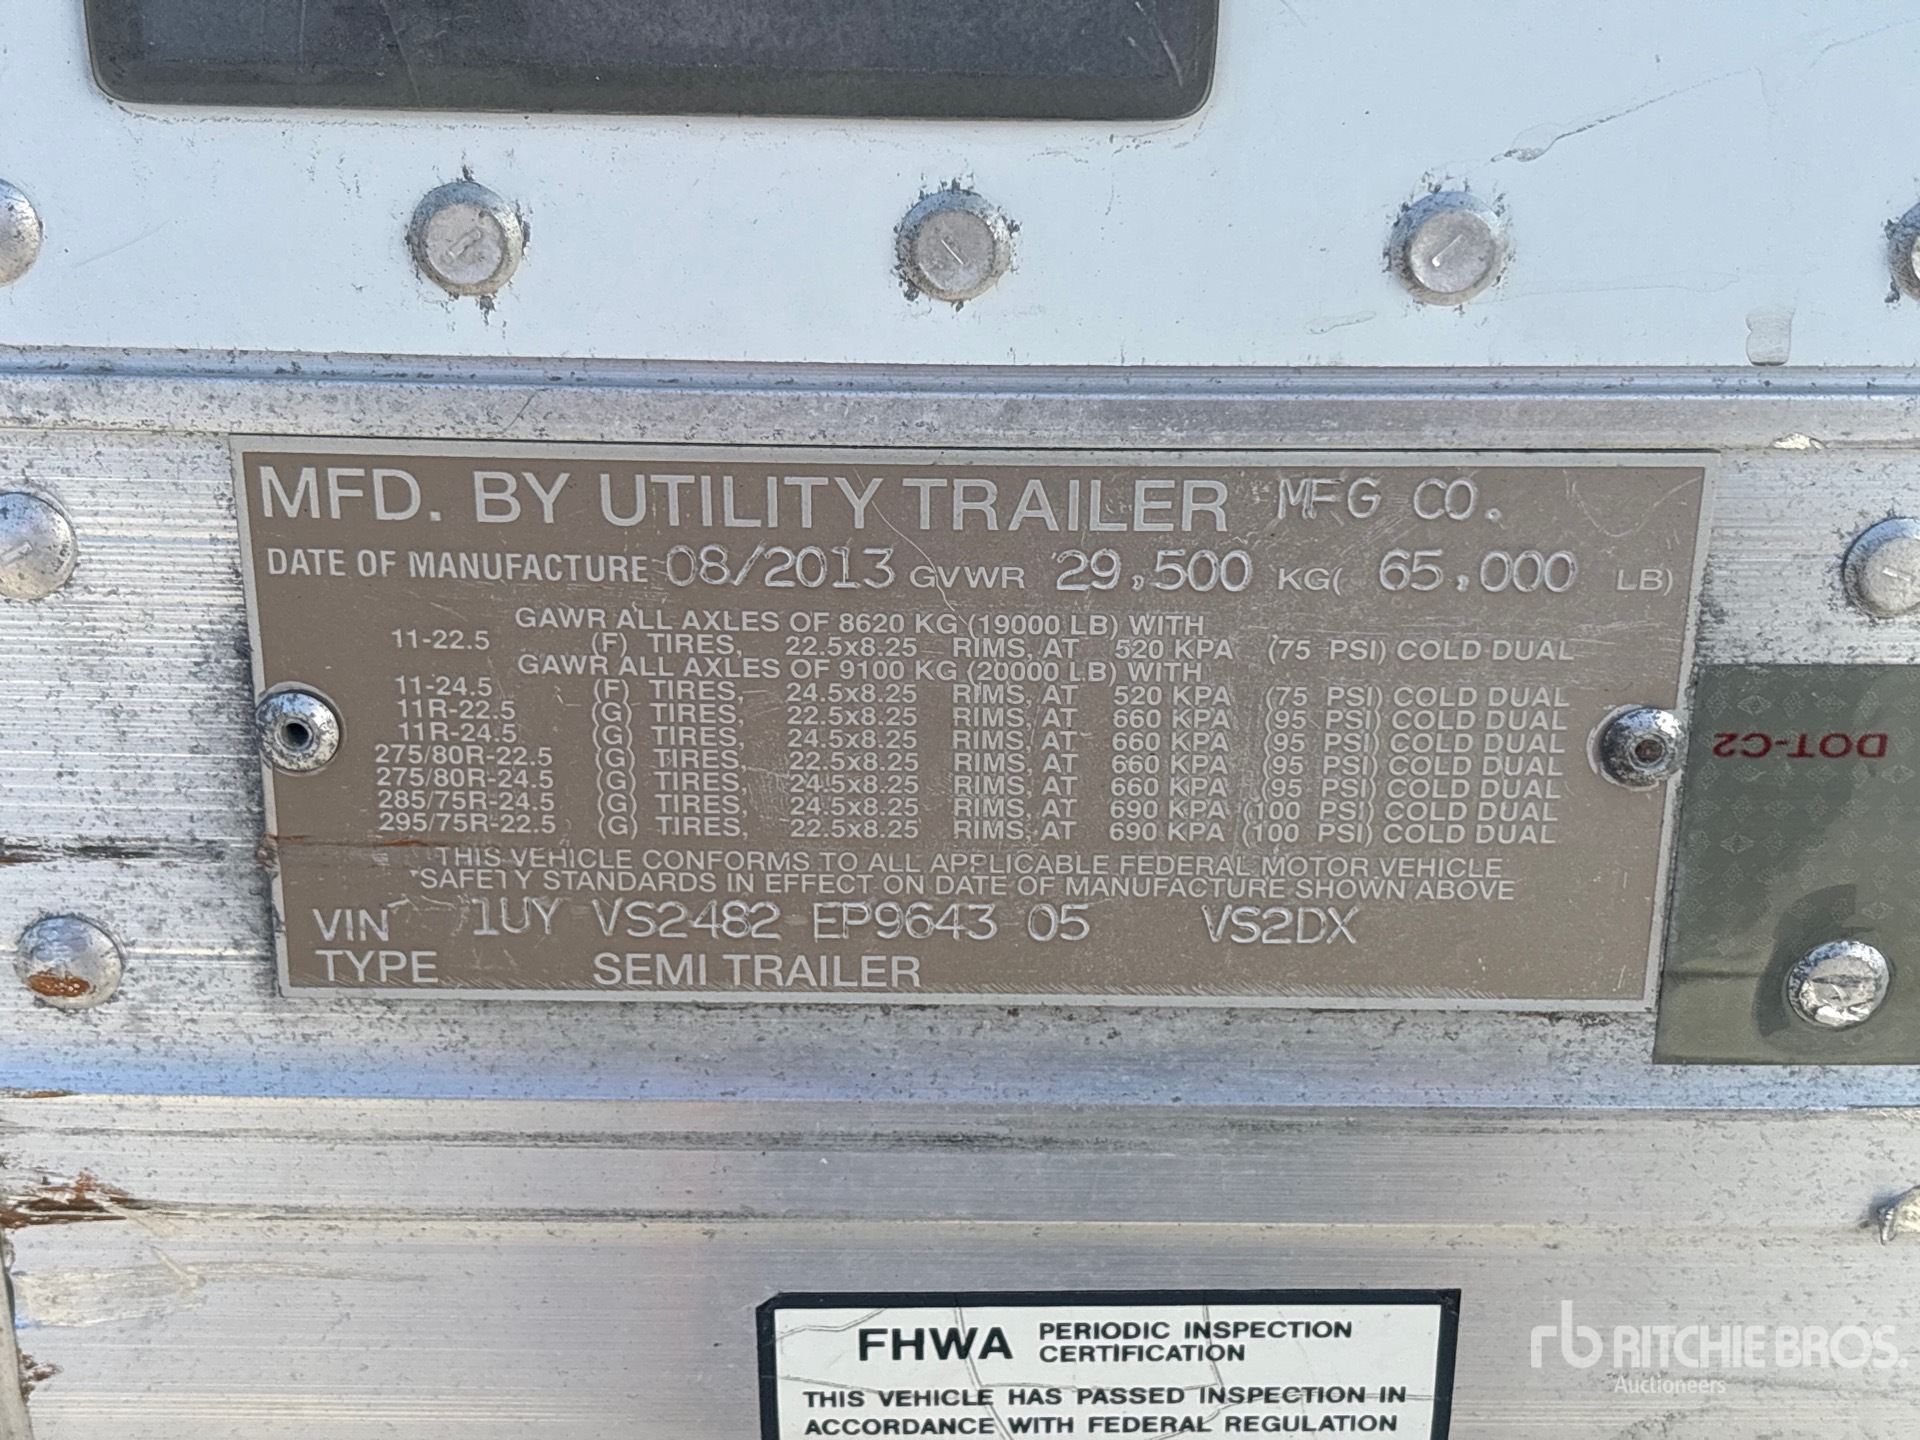 MFD. BY UTILITY TRAILER MFG CO.
DATE OF MANUFACTURE 08/2013 GVWR 29,500 KG( 65,000 LB)
GAWR ALL AXLES OF 8620 KG (19000 LB) WITH
11-22.5 (F) TIRES, 22.5x8.25 RIMS, AT 520 KPA (75 PSI) COLD DUAL
GAWR ALL AXLES OF 9100 KG (20000 LB) WITH
11-24.5 (F) TIRES, 24.5x8.25 RIMS, AT 520 KPA (75 PSI) COLD DUAL
11R-22.5 (G) TIRES, 22.5x8.25 RIMS, AT 660 KPA (95 PSI) COLD DUAL
11R-24.5 (G) TIRES, 24.5x8.25 RIMS, AT 660 KPA (95 PSI) COLD DUAL
275/80R-22.5 (G) TIRES, 22.5x8.25 RIMS, AT 660 KPA (95 PSI) COLD DUAL
275/80R-24.5 (G) TIRES, 24.5x8.25 RIMS, AT 660 KPA (95 PSI) COLD DUAL
285/75R-24.5 (G) TIRES, 24.5x8.25 RIMS, AT 690 KPA (100 PSI) COLD DUAL
295/75R-22.5 (G) TIRES, 22.5x8.25 RIMS, AT 690 KPA (100 PSI) COLD DUAL
THIS VEHICLE CONFORMS TO ALL APPLICABLE FEDERAL MOTOR VEHICLE
SAFETY STANDARDS IN EFFECT ON DATE OF MANUFACTURE SHOWN ABOVE
VIN 1UY VS2482 EP9643 05 VS2DX
TYPE SEMI TRAILER
DOT-C2
FHWA PERIODIC INSPECTION
CERTIFICATION
THIS VEHICLE HAS PASSED INSPECTION IN
ACCORDANCE WITH FEDERAL REGULATION
rb RITCHIE BROS.
Auctioneers